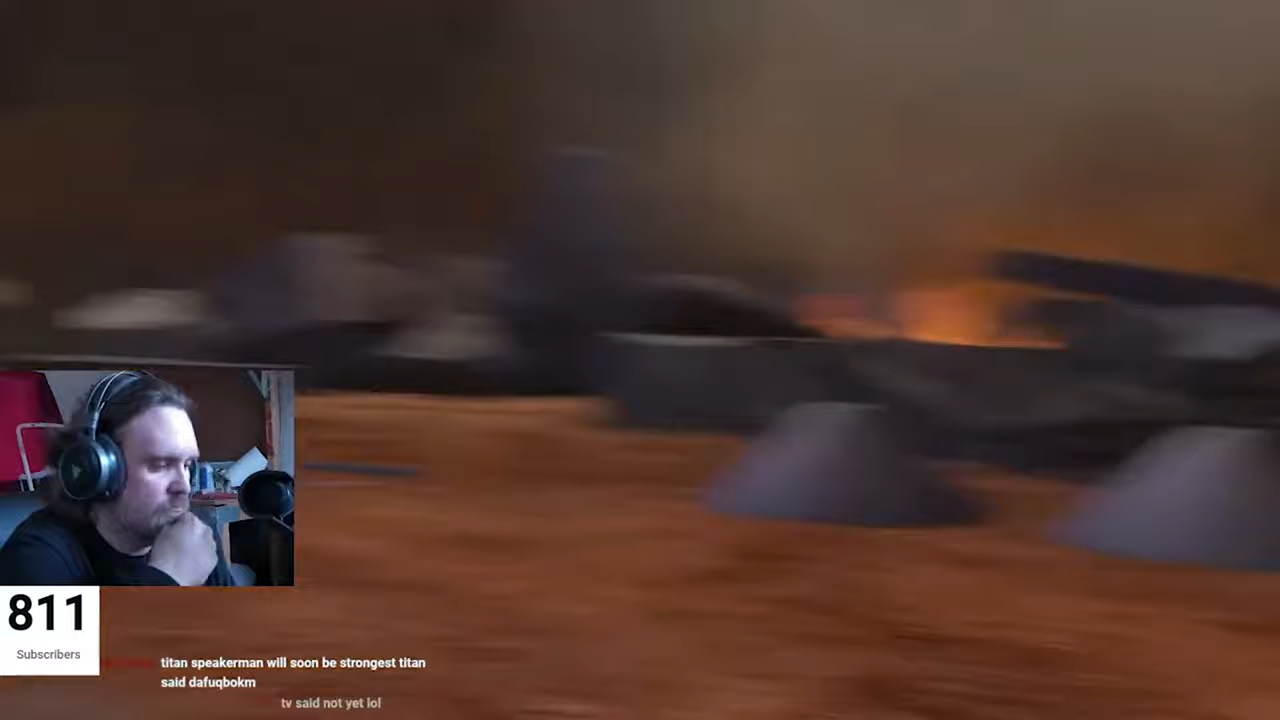 811
Subscribers
titan speakerman will soon be strongest titan
said dafuqbokm
tv said not yet lol